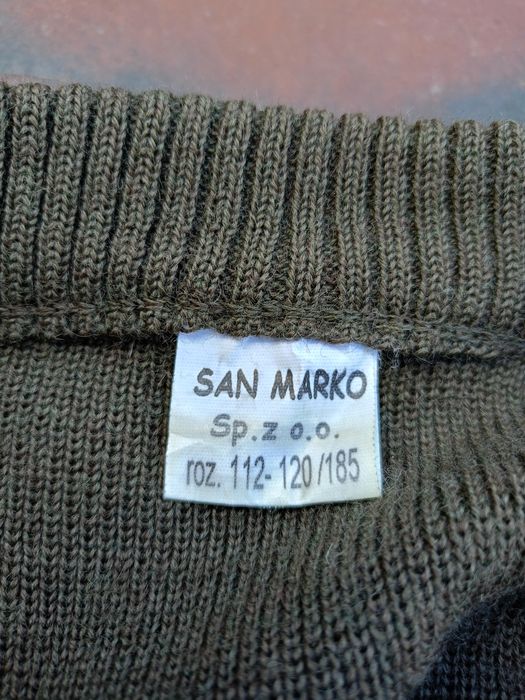 SAN MARKO
Sp.z o.o.
roz. 112-120/185